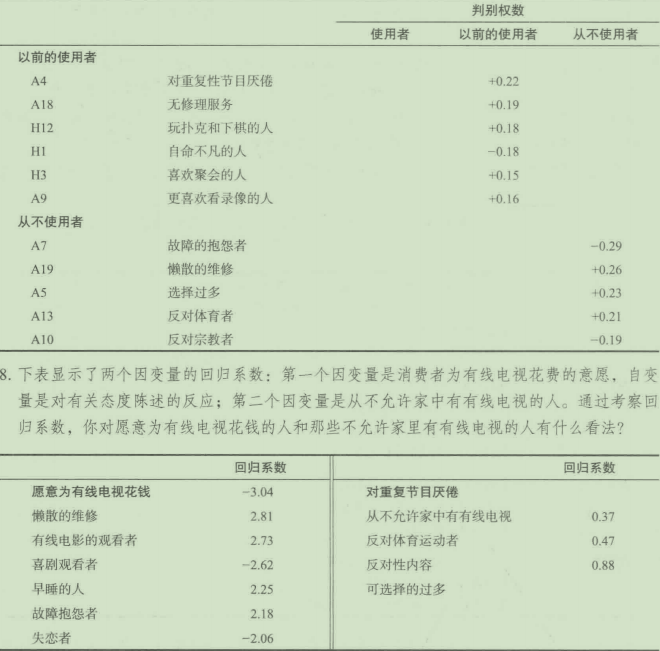 判别权数
使用者 以前的使用者 从不使用者
以前的使用者
A4 对重复性节目厌倦 +0.22
A18 无修理服务 +0.19
H12 玩扑克和下棋的人 +0.18
H1 自命不凡的人 −0.18
H3 喜欢聚会的人 +0.15
A9 更喜欢看录像的人 +0.16
从不使用者
A7 故障的抱怨者 −0.29
A19 懒散的维修 +0.26
A5 选择过多 +0.23
A13 反对体育者 +0.21
A10 反对宗教者 −0.19
8. 下表显示了两个因变量的回归系数：第一个因变量是消费者为有线电视花费的意愿，自变
量是对有关态度陈述的反应；第二个因变量是从不允许家中有有线电视的人。通过考察回
归系数，你对愿意为有线电视花钱的人和那些不允许家里有有线电视的人有什么看法？
回归系数 回归系数
愿意为有线电视花钱 −3.04 对重复节目厌倦
懒散的维修 2.81 从不允许家中有有线电视 0.37
有线电影的观看者 2.73 反对体育运动者 0.47
喜剧观看者 −2.62 反对性内容 0.88
早睡的人 2.25 可选择的过多
故障抱怨者 2.18
失恋者 −2.06